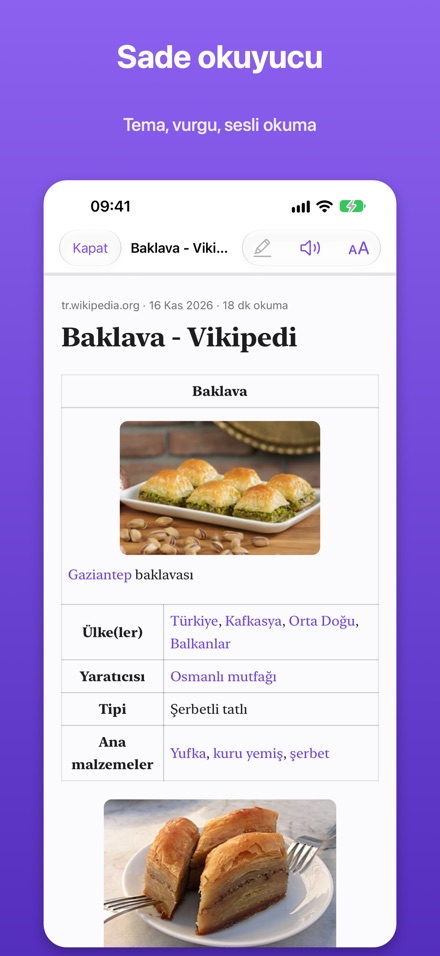 Sade okuyucu
Tema, vurgu, sesli okuma
09:41
Kapat
Baklava - Viki...
AA
tr.wikipedia.org · 16 Kas 2026 · 18 dk okuma
Baklava - Vikipedi
Baklava
Gaziantep baklavası
Ülke(ler)
Türkiye, Kafkasya, Orta Doğu,
Balkanlar
Yaratıcısı
Osmanlı mutfağı
Tipi
Şerbetli tatlı
Ana
malzemeler
Yufka, kuru yemiş, şerbet